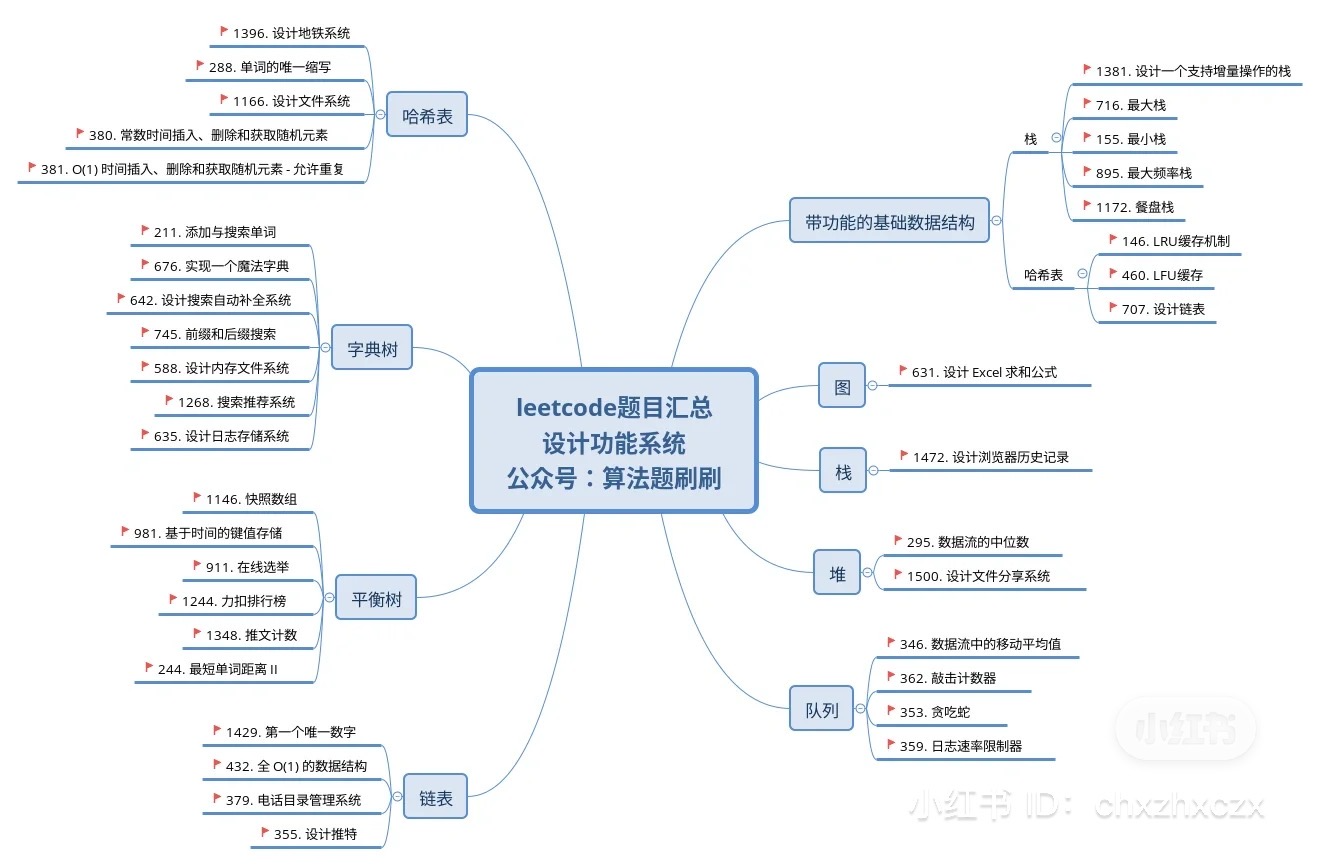 leetcode题目汇总
设计功能系统
公众号：算法题刷刷
哈希表
1396. 设计地铁系统
288. 单词的唯一缩写
1166. 设计文件系统
380. 常数时间插入、删除和获取随机元素
381. O(1) 时间插入、删除和获取随机元素 - 允许重复
字典树
211. 添加与搜索单词
676. 实现一个魔法字典
642. 设计搜索自动补全系统
745. 前缀和后缀搜索
588. 设计内存文件系统
1268. 搜索推荐系统
635. 设计日志存储系统
平衡树
1146. 快照数组
981. 基于时间的键值存储
911. 在线选举
1244. 力扣排行榜
1348. 推文计数
244. 最短单词距离 II
链表
1429. 第一个唯一数字
432. 全 O(1) 的数据结构
379. 电话目录管理系统
355. 设计推特
带功能的基础数据结构
栈
1381. 设计一个支持增量操作的栈
716. 最大栈
155. 最小栈
895. 最大频率栈
1172. 餐盘栈
哈希表
146. LRU缓存机制
460. LFU缓存
707. 设计链表
图
631. 设计 Excel 求和公式
栈
1472. 设计浏览器历史记录
堆
295. 数据流的中位数
1500. 设计文件分享系统
队列
346. 数据流中的移动平均值
362. 敲击计数器
353. 贪吃蛇
359. 日志速率限制器
小红书
小红书 ID：chxzhxczx